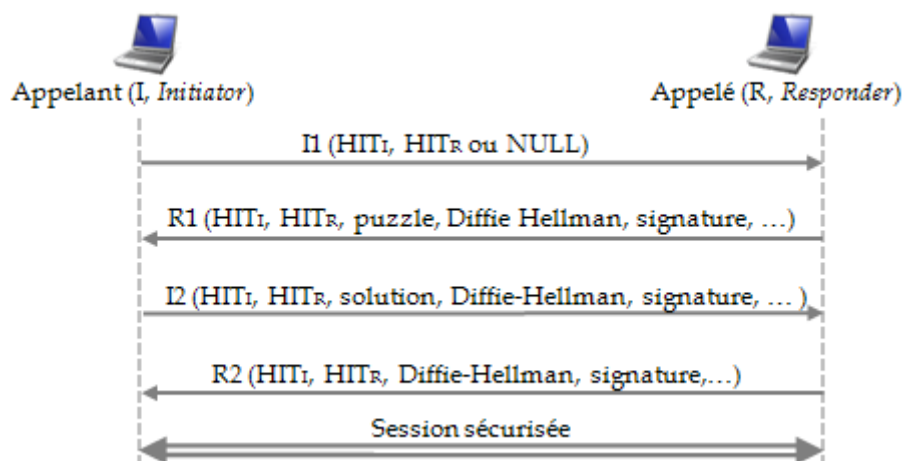 Appelant (I, Initiator)
Appelé (R, Responder)
I1 (HITI, HITR ou NULL)
R1 (HITI, HITR, puzzle, Diffie Hellman, signature, …)
I2 (HITI, HITR, solution, Diffie-Hellman, signature, … )
R2 (HITI, HITR, Diffie-Hellman, signature,…)
Session sécurisée